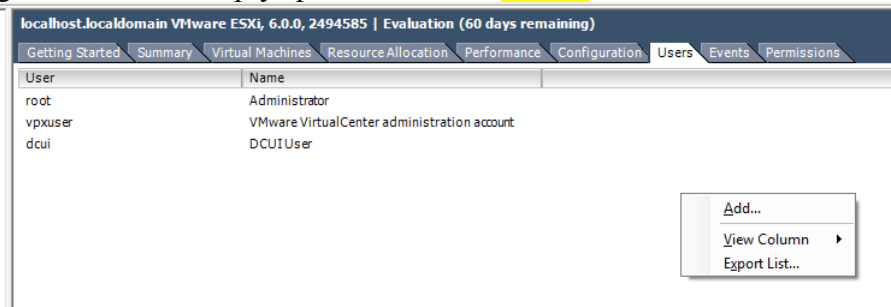 localhost.localdomain VMware ESXi, 6.0.0, 2494585 | Evaluation (60 days remaining)
Getting Started Summary Virtual Machines Resource Allocation Performance Configuration Users Events Permissions
User Name
root Administrator
vpxuser VMware VirtualCenter administration account
dcui DCUI User
Add...
View Column
Export List...